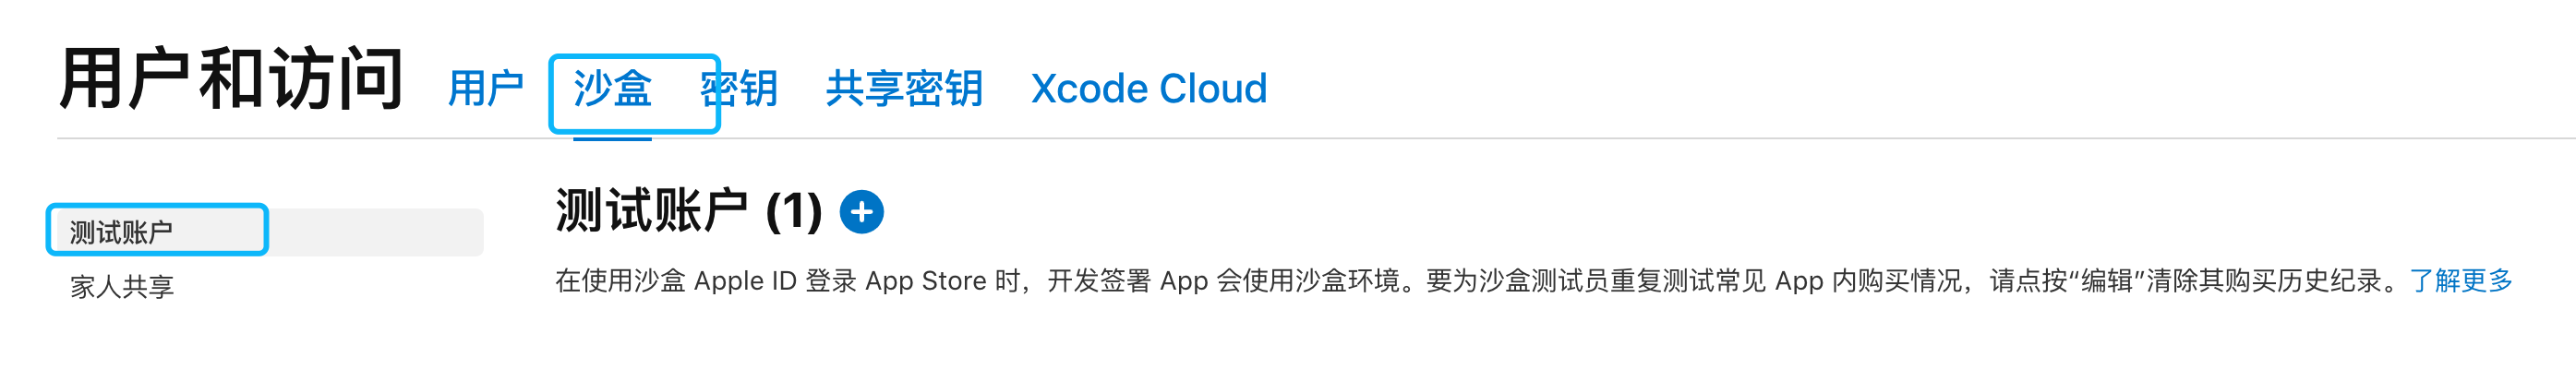 用户和访问 用户 沙盒 密钥 共享密钥 Xcode Cloud
测试账户
家人共享
测试账户 (1)
在使用沙盒 Apple ID 登录 App Store 时，开发签署 App 会使用沙盒环境。要为沙盒测试员重复测试常见 App 内购买情况，请点按“编辑”清除其购买历史纪录。了解更多